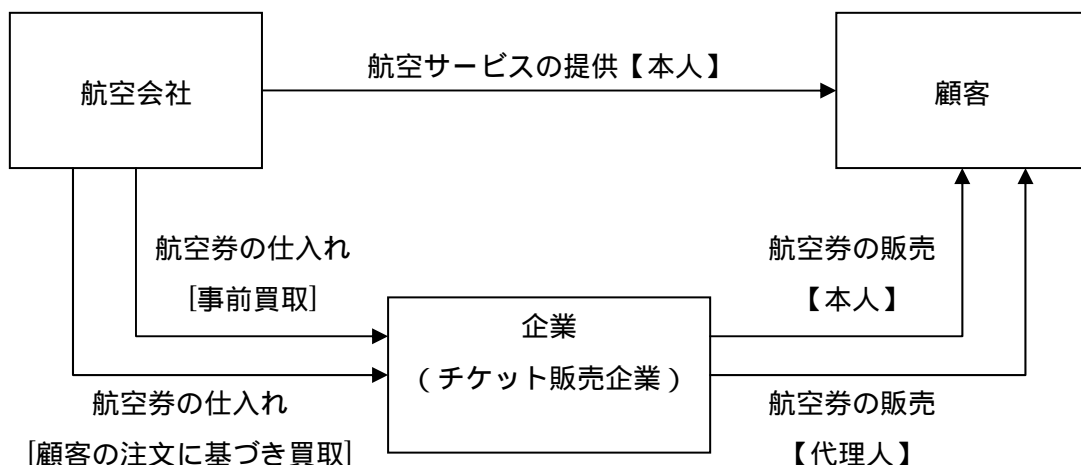 航空会社
航空サービスの提供【本人】
顧客
航空券の仕入れ
[事前買取]
航空券の販売
【本人】
企業
(チケット販売企業)
航空券の仕入れ
[顧客の注文に基づき買取]
航空券の販売
【代理人】